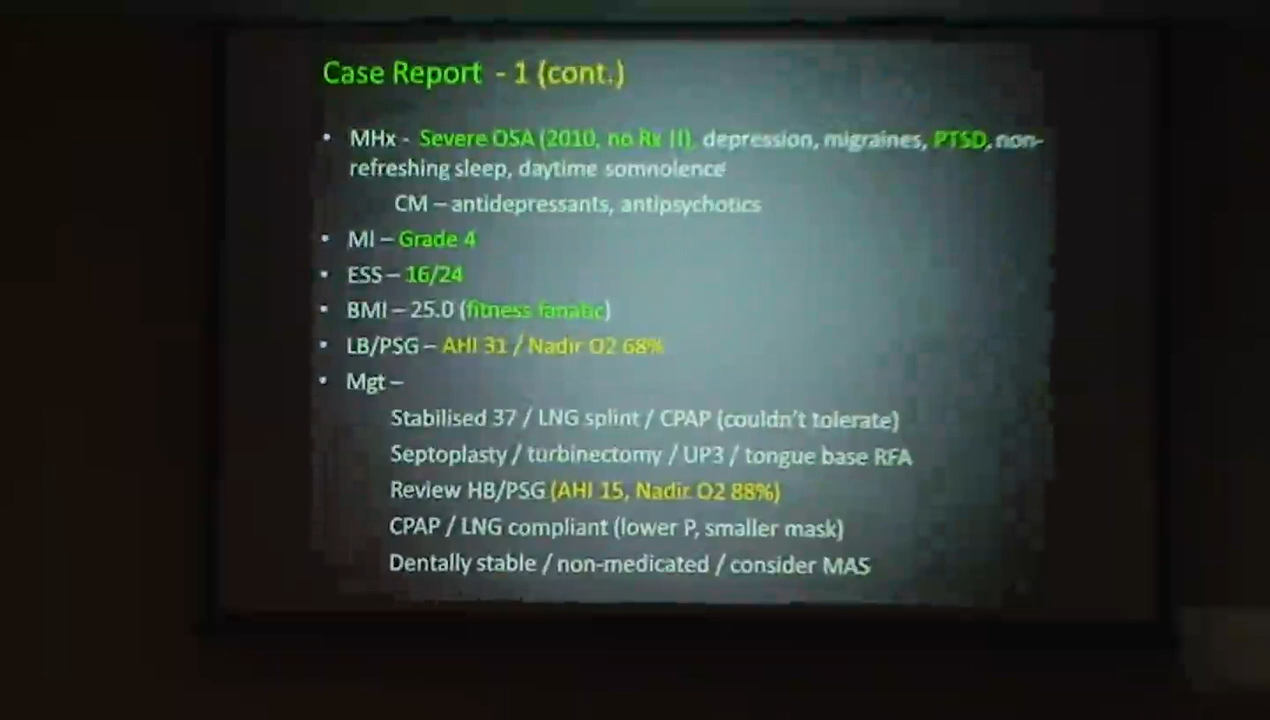 Case Report - 1 (cont.)
• MHx - Severe OSA (2010, no Rx (!), depression, migraines, PTSD, non-
refreshing sleep, daytime somnolence
CM – antidepressants, antipsychotics
• MI – Grade 4
• ESS – 16/24
• BMI – 25.0 (fitness fanatic)
• LB/PSG – AHI 31 / Nadir O2 68%
• Mgt –
Stabilised 37 / LNG splint / CPAP (couldn't tolerate)
Septoplasty / turbinectomy / UP3 / tongue base RFA
Review HB/PSG (AHI 15, Nadir O2 88%)
CPAP / LNG compliant (lower P, smaller mask)
Dentally stable / non-medicated / consider MAS